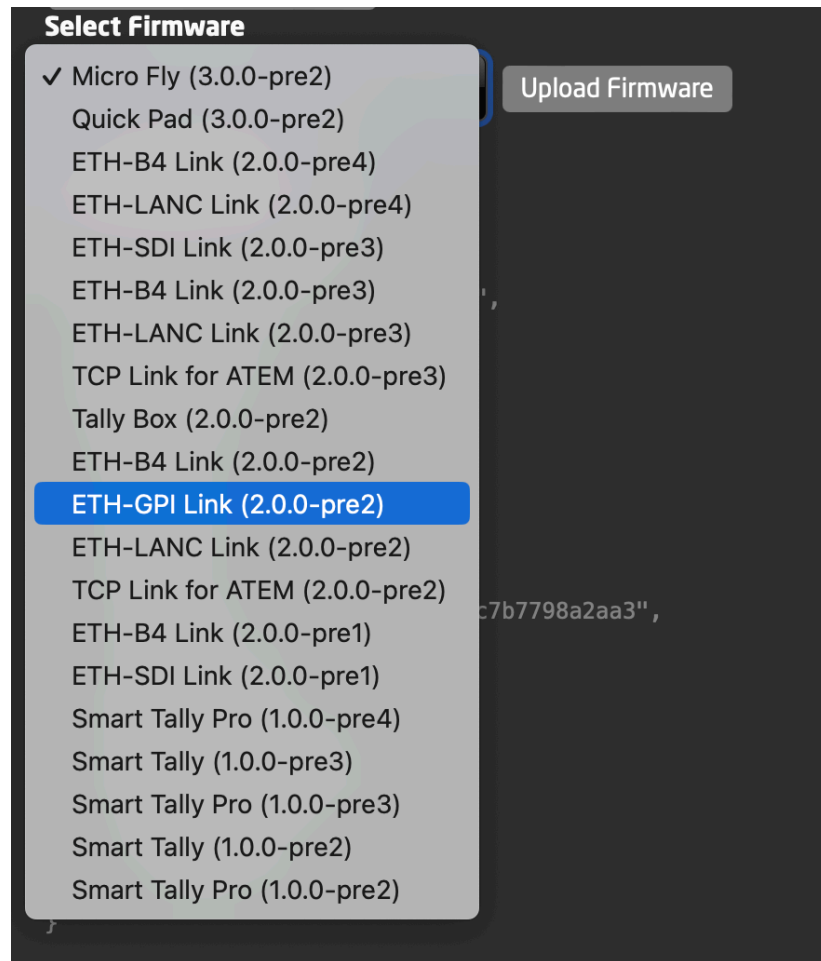 Select Firmware
✓ Micro Fly (3.0.0-pre2)
Upload Firmware
Quick Pad (3.0.0-pre2)
ETH-B4 Link (2.0.0-pre4)
ETH-LANC Link (2.0.0-pre4)
ETH-SDI Link (2.0.0-pre3)
ETH-B4 Link (2.0.0-pre3)
",
ETH-LANC Link (2.0.0-pre3)
TCP Link for ATEM (2.0.0-pre3)
Tally Box (2.0.0-pre2)
ETH-B4 Link (2.0.0-pre2)
ETH-GPI Link (2.0.0-pre2)
ETH-LANC Link (2.0.0-pre2)
TCP Link for ATEM (2.0.0-pre2)
c7b7798a2aa3",
ETH-B4 Link (2.0.0-pre1)
ETH-SDI Link (2.0.0-pre1)
Smart Tally Pro (1.0.0-pre4)
Smart Tally (1.0.0-pre3)
Smart Tally Pro (1.0.0-pre3)
Smart Tally (1.0.0-pre2)
Smart Tally Pro (1.0.0-pre2)
}